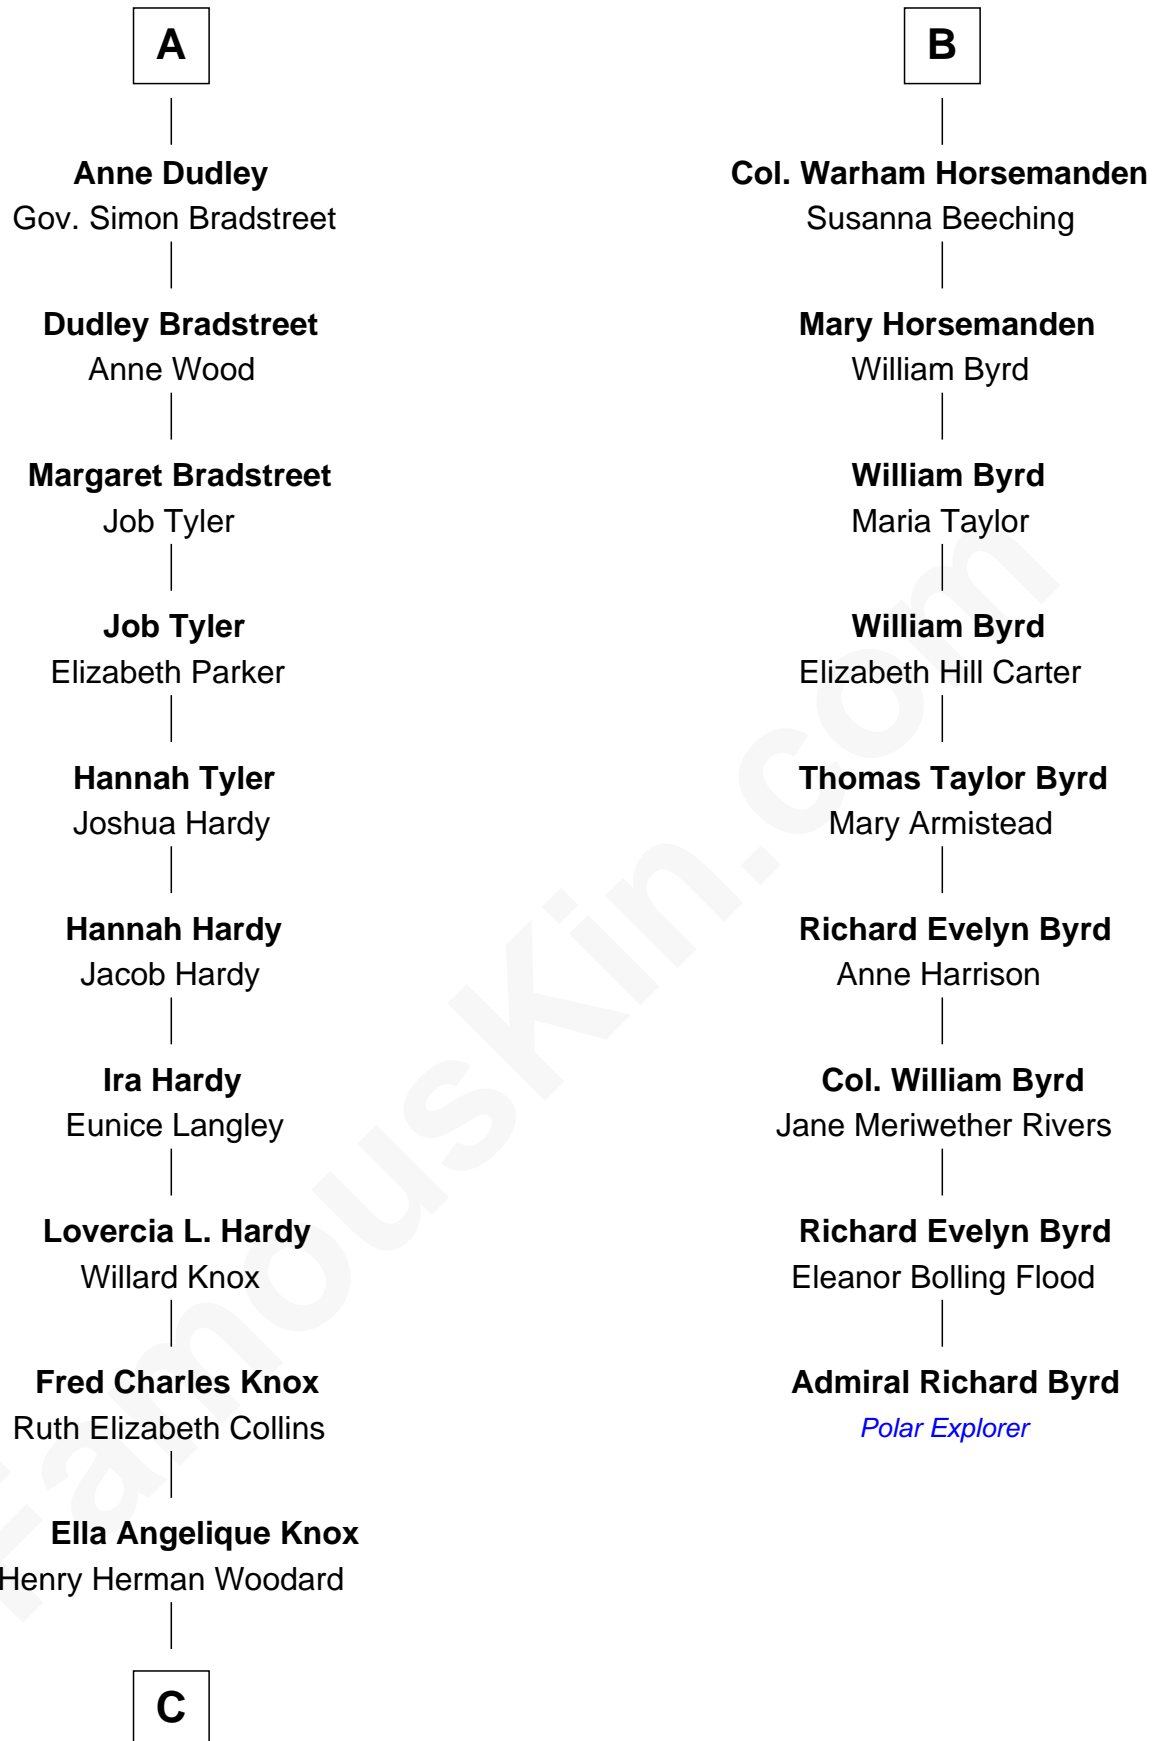 A
Anne Dudley
Gov. Simon Bradstreet
Dudley Bradstreet
Anne Wood
Margaret Bradstreet
Job Tyler
Job Tyler
Elizabeth Parker
Hannah Tyler
Joshua Hardy
Hannah Hardy
Jacob Hardy
Ira Hardy
Eunice Langley
Lovercia L. Hardy
Willard Knox
Fred Charles Knox
Ruth Elizabeth Collins
Ella Angelique Knox
Henry Herman Woodard
C
B
Col. Warham Horsemanden
Susanna Beeching
Mary Horsemanden
William Byrd
William Byrd
Maria Taylor
William Byrd
Elizabeth Hill Carter
Thomas Taylor Byrd
Mary Armistead
Richard Evelyn Byrd
Anne Harrison
Col. William Byrd
Jane Meriwether Rivers
Richard Evelyn Byrd
Eleanor Bolling Flood
Admiral Richard Byrd
Polar Explorer
FamousKin.com